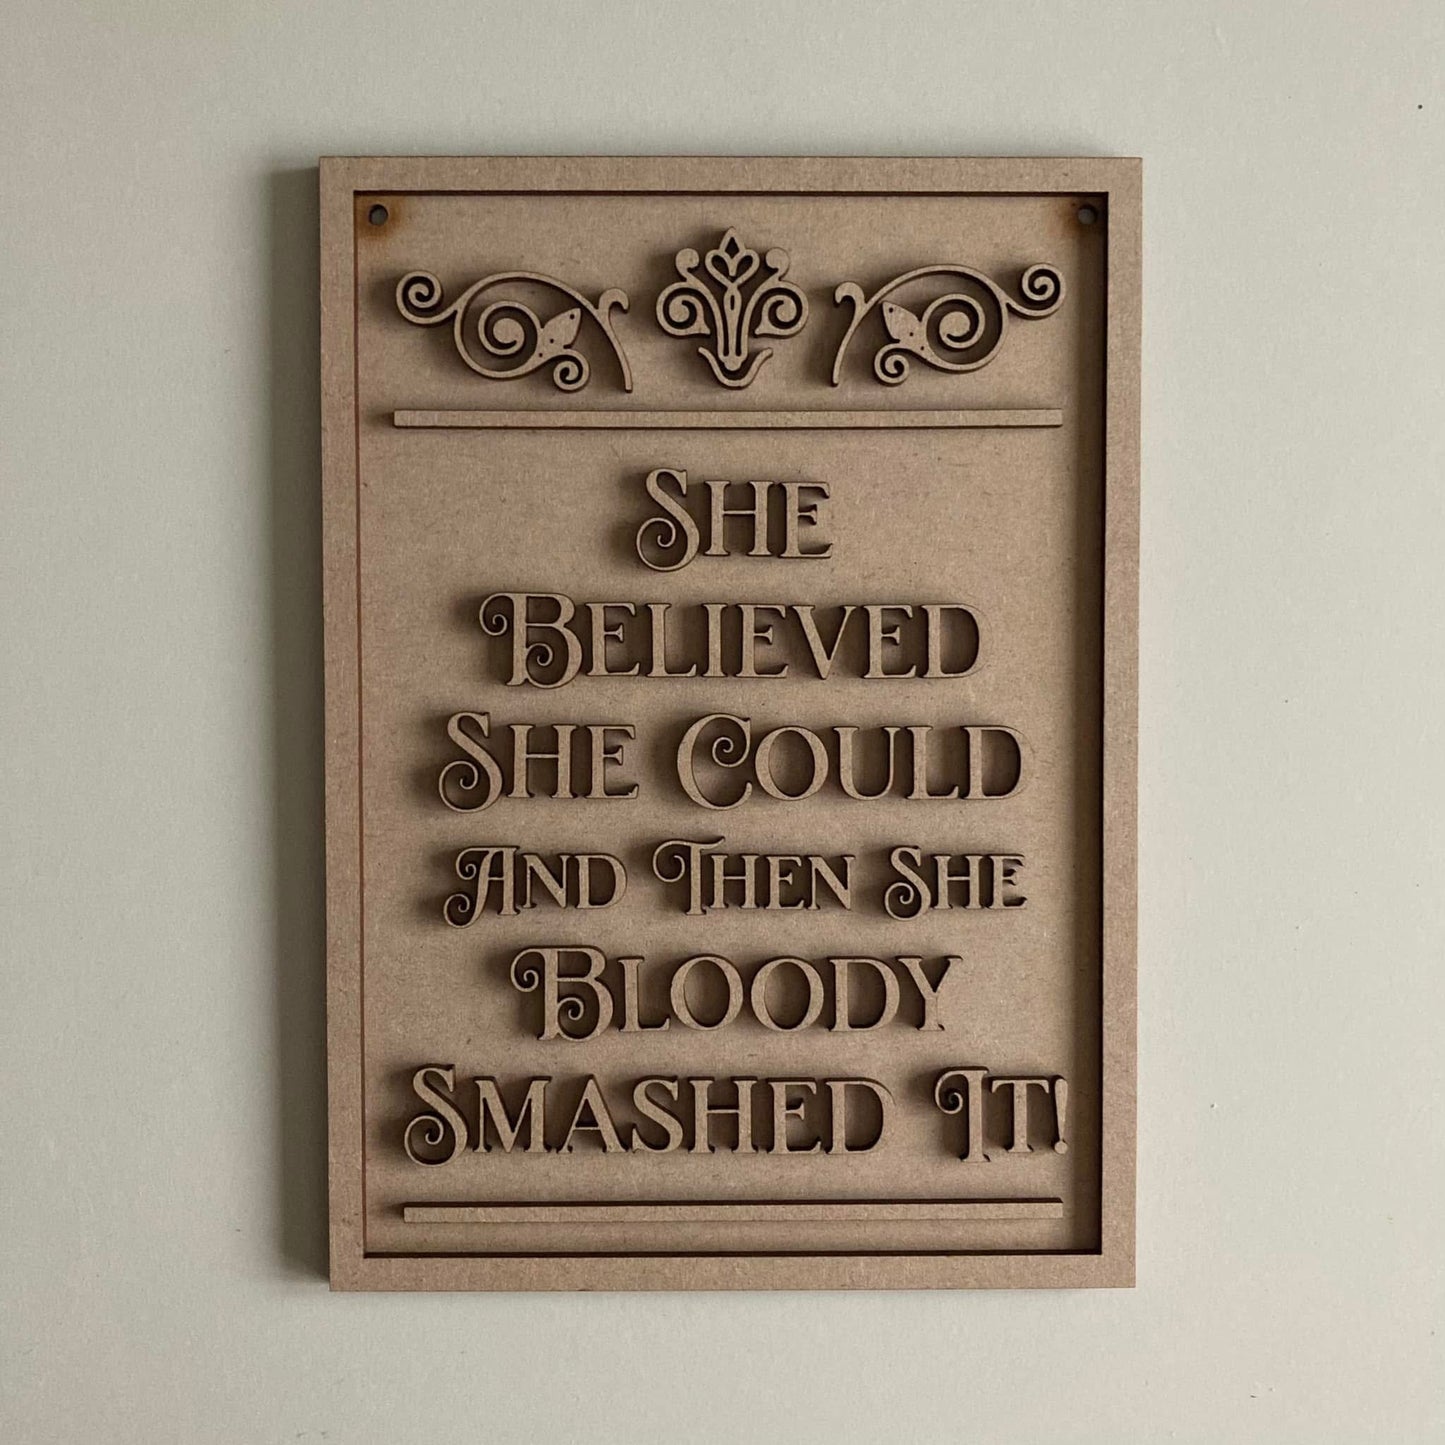 She
Believed
She Could
And Then She
Bloody
Smashed It!